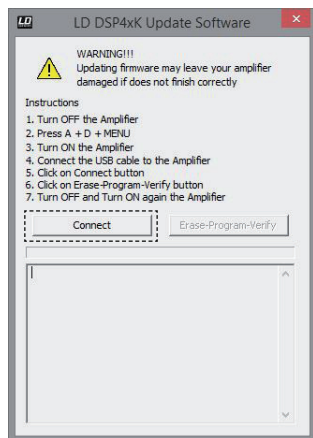 LD
LD DSP4xK Update Software
×
WARNING!!!
Updating firmware may leave your amplifier
damaged if does not finish correctly
Instructions
1. Turn OFF the Amplifier
2. Press A + D + MENU
3. Turn ON the Amplifier
4. Connect the USB cable to the Amplifier
5. Click on Connect button
6. Click on Erase-Program-Verify button
7. Turn OFF and Turn ON again the Amplifier
Connect
Erase-Program-Verify